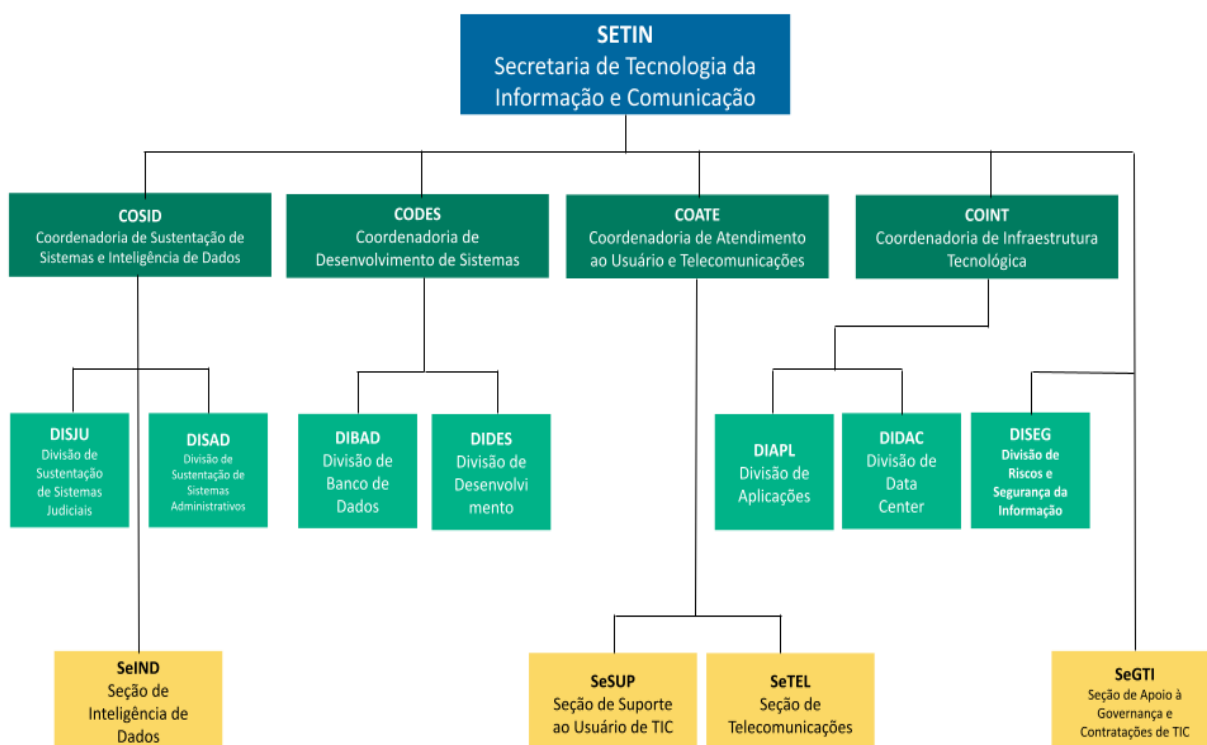 SETIN
Secretaria de Tecnologia da
Informação e Comunicação
COSID
Coordenadoria de Sustentação de
Sistemas e Inteligência de Dados
CODES
Coordenadoria de
Desenvolvimento de Sistemas
COATE
Coordenadoria de Atendimento
ao Usuário e Telecomunicações
COINT
Coordenadoria de Infraestrutura
Tecnológica
DISJU
Divisão de
Sustentação
de Sistemas
Judiciais
DISAD
Divisão de
Sustentação de
Sistemas
Administrativos
DIBAD
Divisão de
Banco de
Dados
DIDES
Divisão de
Desenvolvi
mento
DIAPL
Divisão de
Aplicações
DIDAC
Divisão de
Data
Center
DISEG
Divisão de
Riscos e
Segurança da
Informação
SeIND
Seção de
Inteligência de
Dados
SeSUP
Seção de Suporte
ao Usuário de TIC
SeTEL
Seção de
Telecomunicações
SeGTI
Seção de Apoio à
Governança e
Contratações de TIC